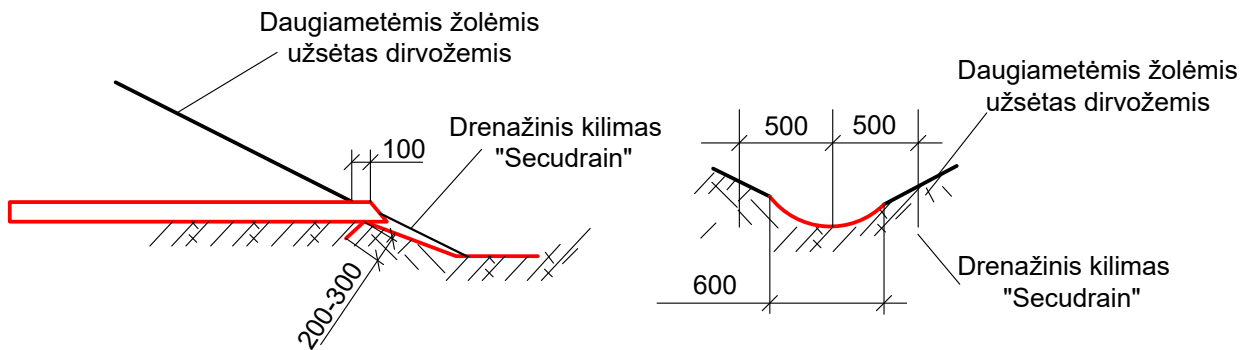 Daugiametėmis žolėmis
užsėtas dirvožemis
Drenažinis kilimas
"Secudrain"
100
200-300
Daugiametėmis žolėmis
užsėtas dirvožemis
500
500
600
Drenažinis kilimas
"Secudrain"